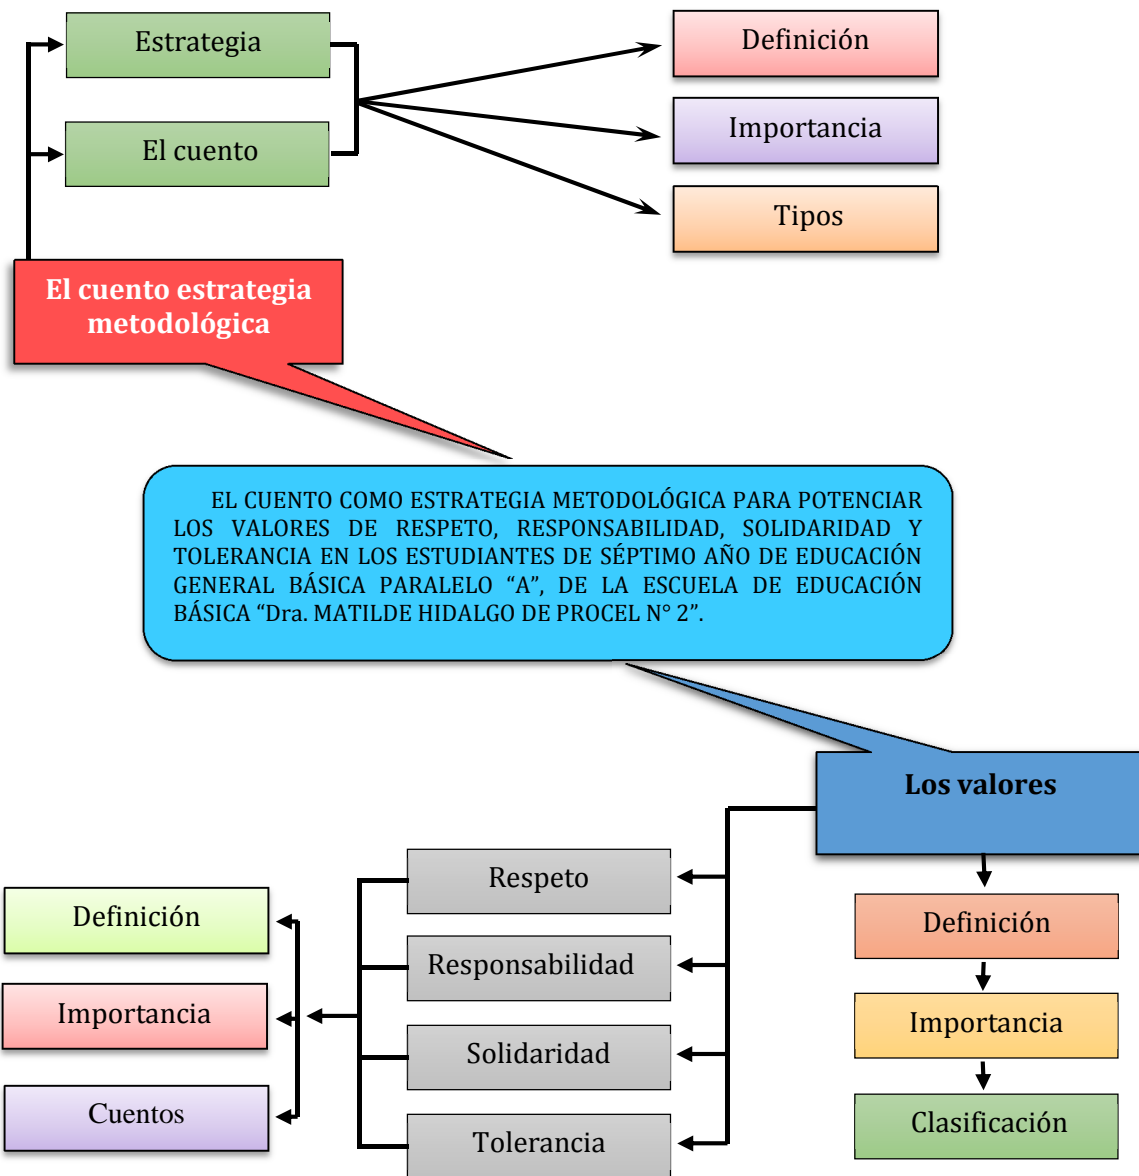 Estrategia
El cuento
Definición
Importancia
Tipos
El cuento estrategia
metodológica
EL CUENTO COMO ESTRATEGIA METODOLÓGICA PARA POTENCIAR
LOS VALORES DE RESPETO, RESPONSABILIDAD, SOLIDARIDAD Y
TOLERANCIA EN LOS ESTUDIANTES DE SÉPTIMO AÑO DE EDUCACIÓN
GENERAL BÁSICA PARALELO “A”, DE LA ESCUELA DE EDUCACIÓN
BÁSICA “Dra. MATILDE HIDALGO DE PROCEL N° 2”.
Los valores
Respeto
Responsabilidad
Solidaridad
Tolerancia
Definición
Importancia
Cuentos
Definición
Importancia
Clasificación